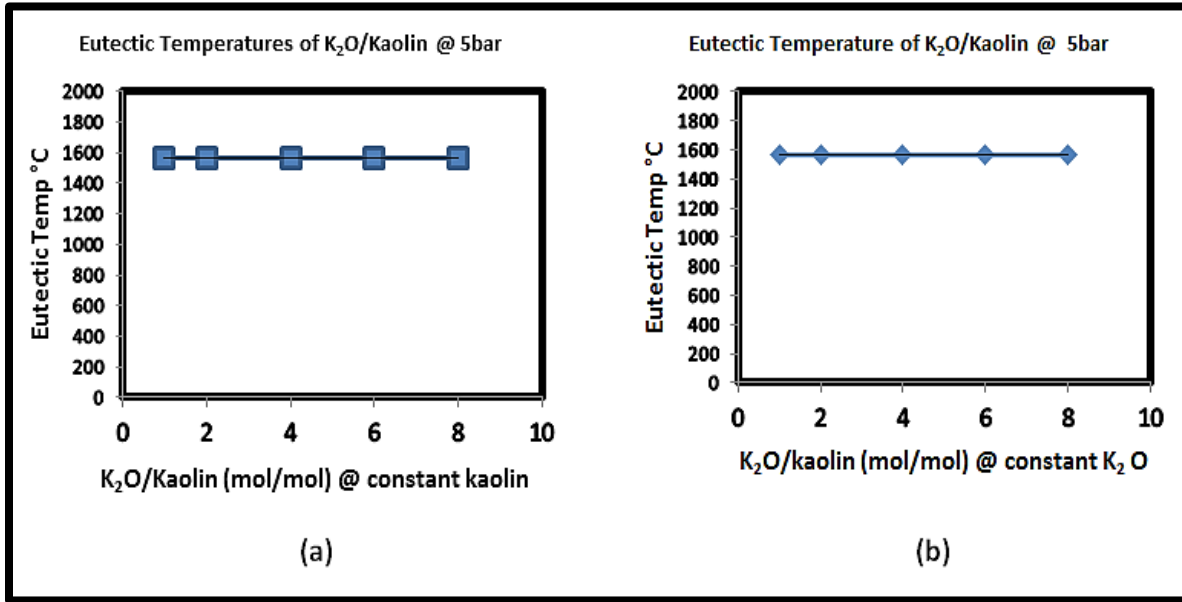 Eutectic Temperatures of K₂O/Kaolin @ 5bar
Eutectic Temp °C
2000
1800
1600
1400
1200
1000
800
600
400
200
0
0 2 4 6 8 10
K₂O/Kaolin (mol/mol) @ constant kaolin
(a)
Eutectic Temperature of K₂O/Kaolin @ 5bar
Eutectic Temp °C
2000
1800
1600
1400
1200
1000
800
600
400
200
0
0 2 4 6 8 10
K₂O/kaolin (mol/mol) @ constant K₂ O
(b)